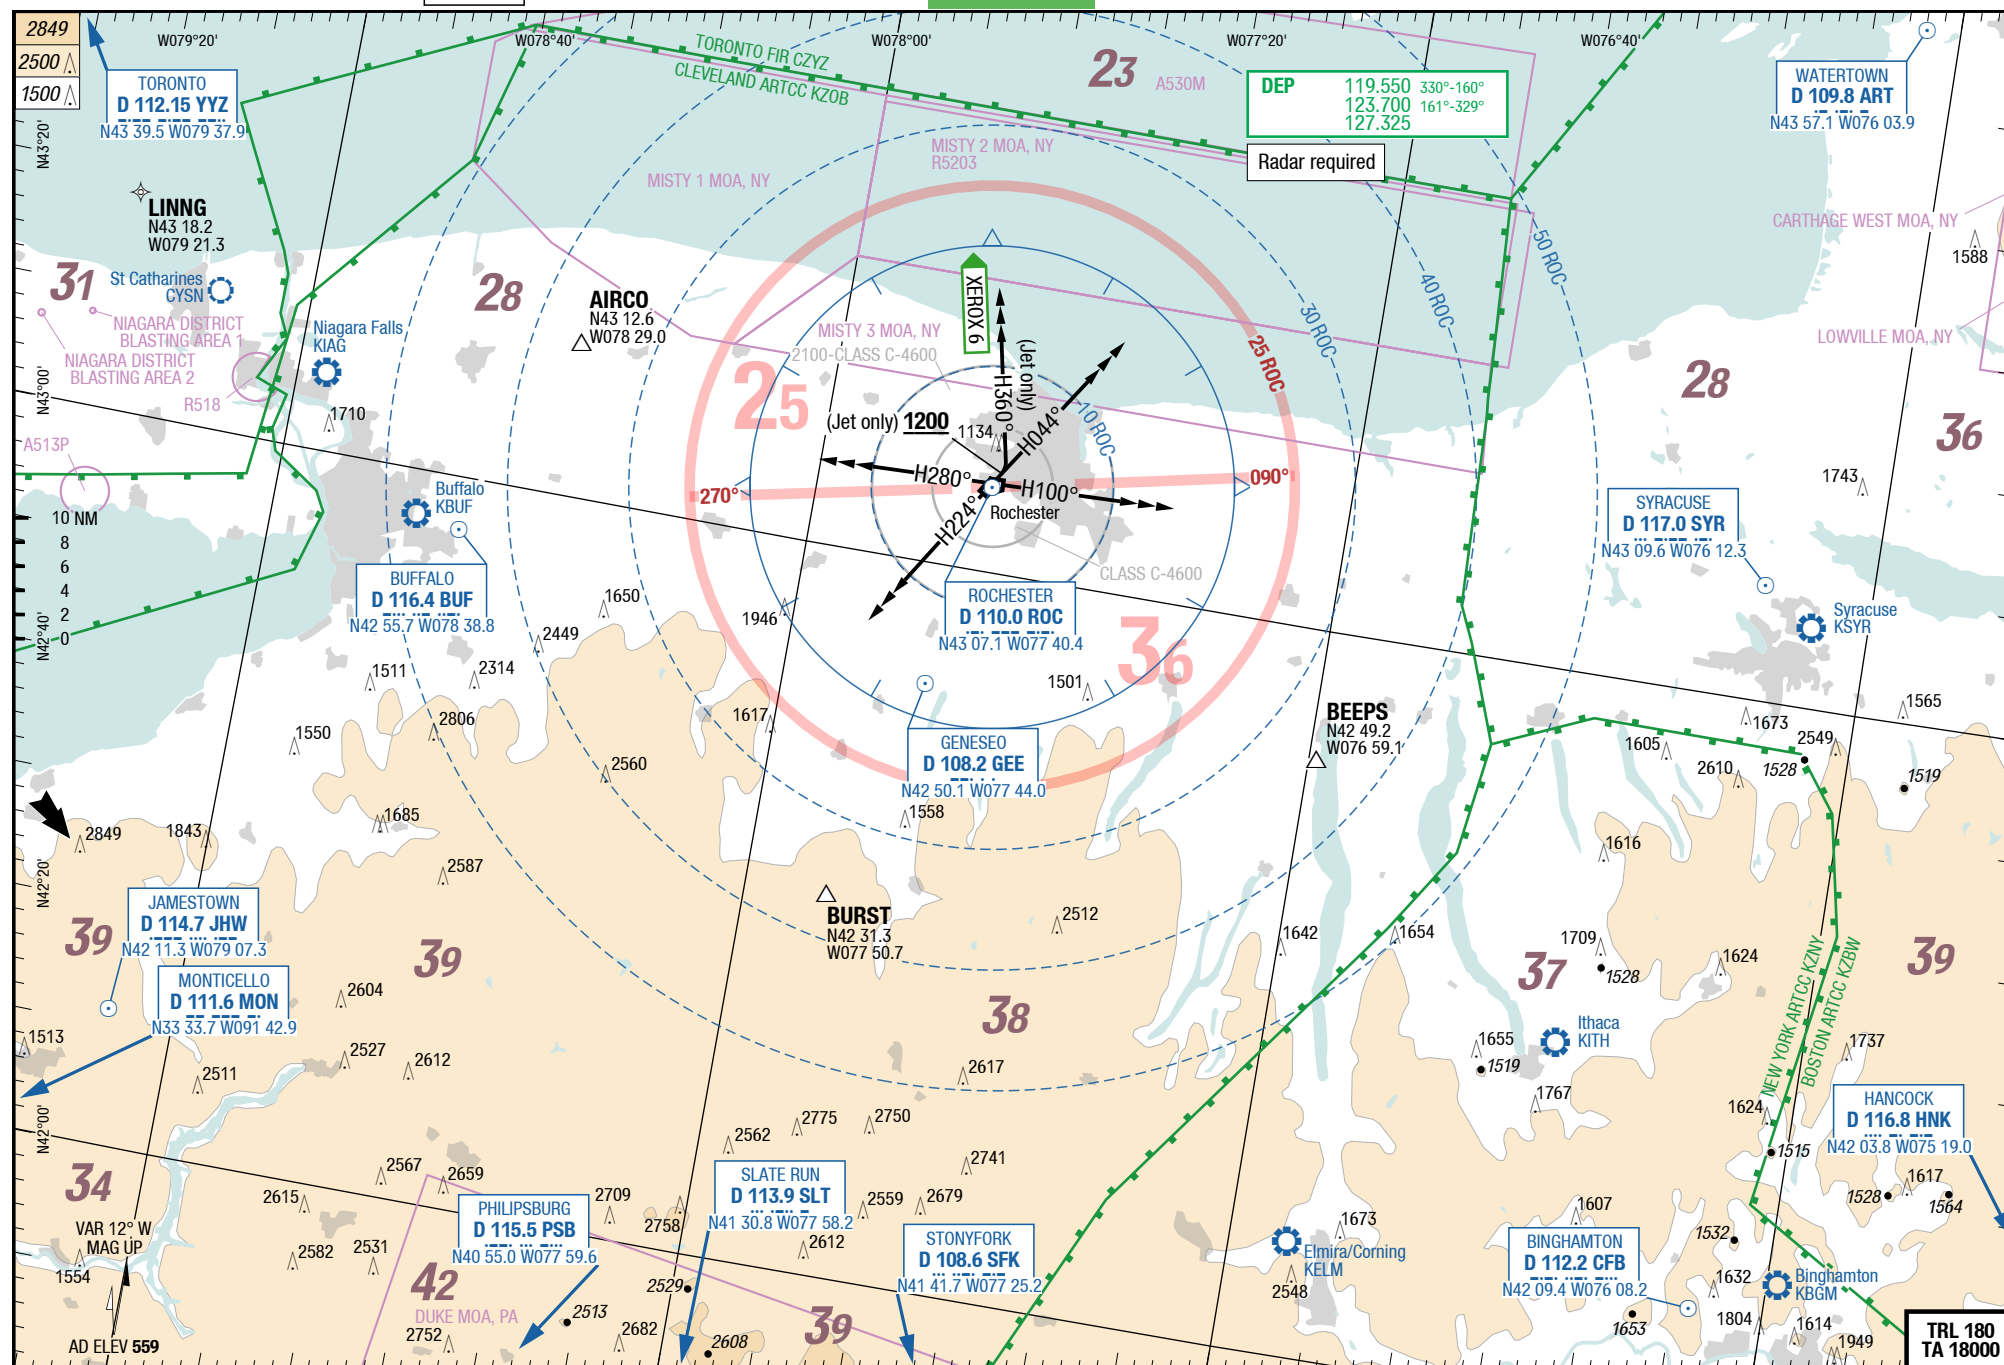 2849
2500
1500
W079°20'
W078°40'
W078°00'
W077°20'
W076°40'
TORONTO FIR CZYZ
CLEVELAND ARTCC KZOB
23
A530M
DEP 119.550 330°-160°
123.700 161°-329°
127.325
Radar required
TORONTO
D 112.15 YYZ
N43 39.5 W079 37.9
WATERTOWN
D 109.8 ART
N43 57.1 W076 03.9
N43°20'
MISTY 1 MOA, NY
MISTY 2 MOA, NY
R5203
LINNG
N43 18.2
W079 21.3
CARTHAGE WEST MOA, NY
1588
31
St Catharines
CYSN
28
NIAGARA DISTRICT
BLASTING AREA 1
NIAGARA DISTRICT
BLASTING AREA 2
R518
Niagara Falls
KIAG
AIRCO
N43 12.6
W078 29.0
XEROX 6
MISTY 3 MOA, NY
2100-CLASS C-4600
50 ROC
40 ROC
30 ROC
25 ROC
10 ROC
LOWVILLE MOA, NY
28
36
N43°00'
25
(Jet only)
H360°
(Jet only) 1200
1134
H044°
1710
A513P
270°
H280°
H100°
090°
H224°
Rochester
1743
Buffalo
KBUF
10 NM
8
6
4
2
0
SYRACUSE
D 117.0 SYR
N43 09.6 W076 12.3
BUFFALO
D 116.4 BUF
N42 55.7 W078 38.8
CLASS C-4600
ROCHESTER
D 110.0 ROC
N43 07.1 W077 40.4
Syracuse
KSYR
N42°40'
1650
1946
2449
36
1511
2314
1501
1617
2806
1550
BEEPS
N42 49.2
W076 59.1
1565
1673
1605
2549
1528
2610
1519
GENESEO
D 108.2 GEE
N42 50.1 W077 44.0
2560
1558
2849
1843
1685
1616
N42°20'
2587
JAMESTOWN
D 114.7 JHW
N42 11.3 W079 07.3
39
39
BURST
N42 31.3
W077 50.7
2512
1642
1654
1709
1528
1624
37
39
MONTICELLO
D 111.6 MON
N33 33.7 W091 42.9
2604
38
NEW YORK ARTCC KZNY
BOSTON ARTCC KZBW
1513
2527
2612
2511
2617
1655
1519
Ithaca
KITH
1737
1767
1624
HANCOCK
D 116.8 HNK
N42 03.8 W075 19.0
N42°00'
2562
2775
2750
2741
1515
34
2567
2659
2615
2709
2758
SLATE RUN
D 113.9 SLT
N41 30.8 W077 58.2
2559
2679
1528
1617
1564
VAR 12° W
MAG UP
PHILIPSBURG
D 115.5 PSB
N40 55.0 W077 59.6
2612
STONYFORK
D 108.6 SFK
N41 41.7 W077 25.2
1673
1607
1532
BINGHAMTON
D 112.2 CFB
N42 09.4 W076 08.2
Elmira/Corning
KELM
1554
2582
2531
42
DUKE MOA, PA
2529
2513
2548
1632
Binghamton
KBGM
1653
1804
1614
1949
AD ELEV 559
2752
2682
2608
39
TRL 180
TA 18000